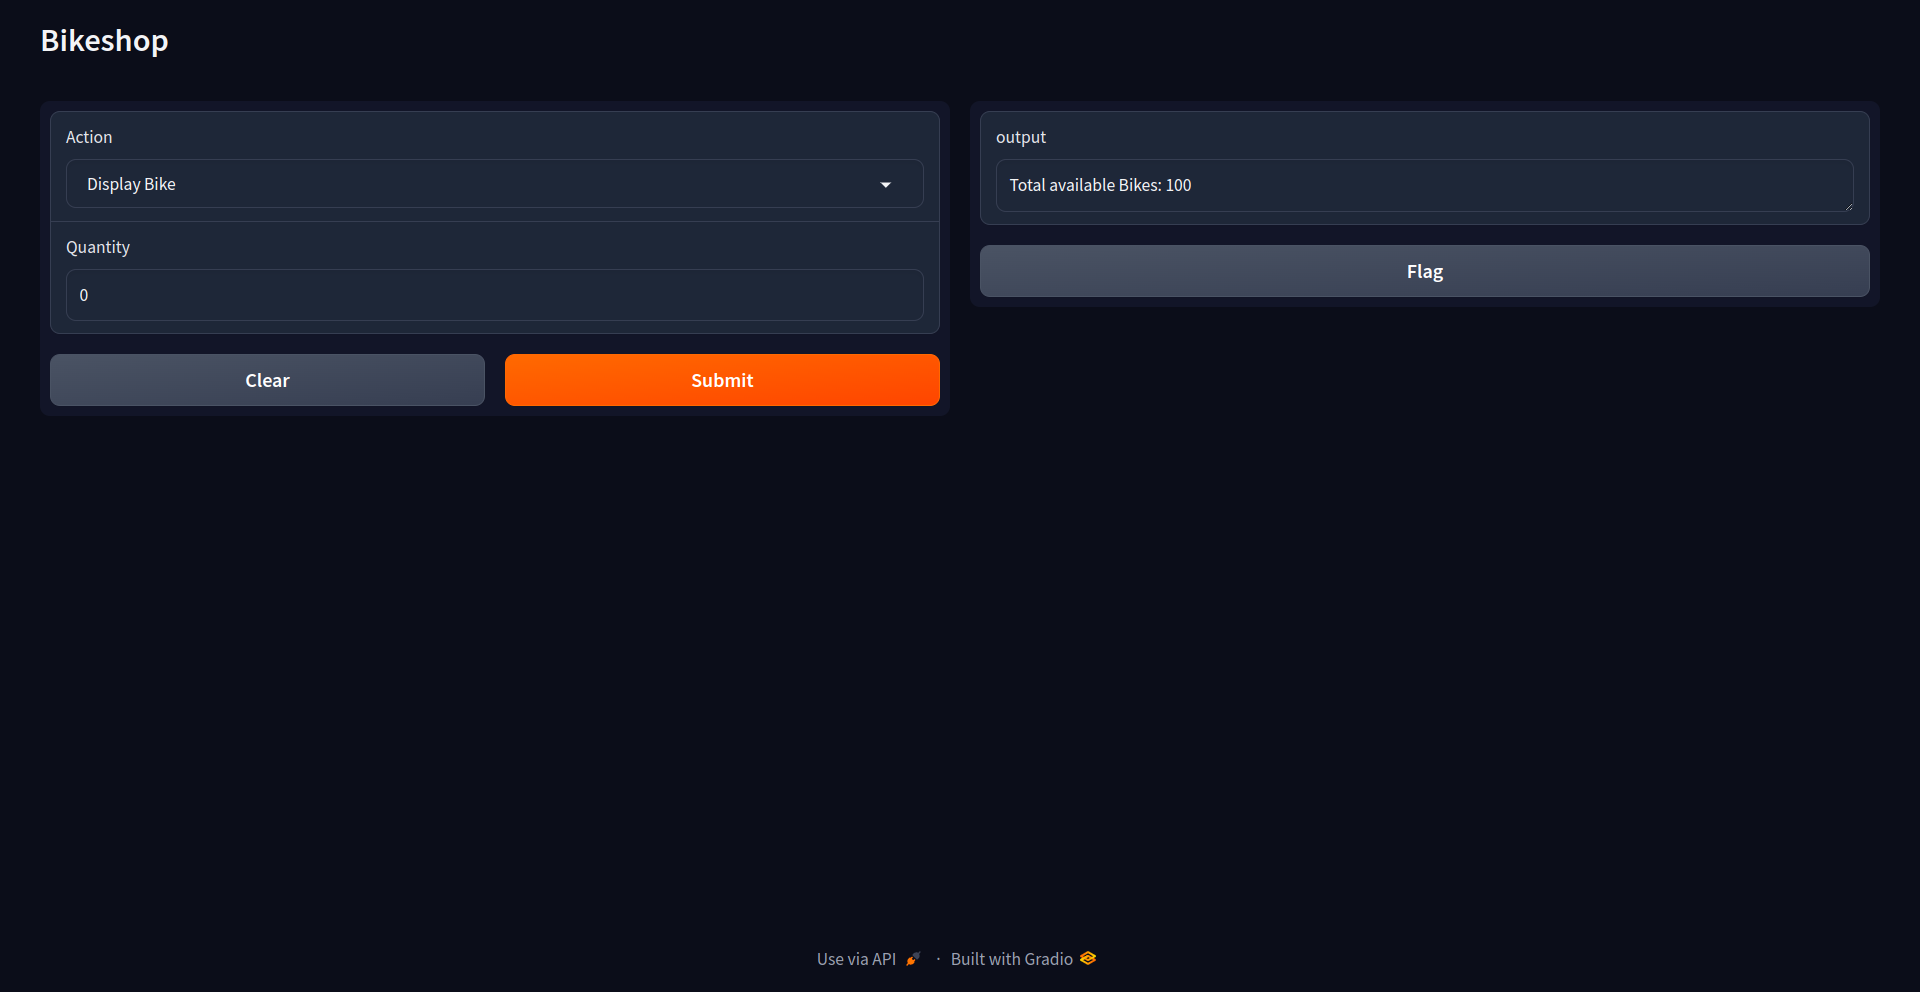 Bikeshop
Action
Display Bike
Quantity
0
Clear
Submit
output
Total available Bikes: 100
Flag
Use via API · Built with Gradio